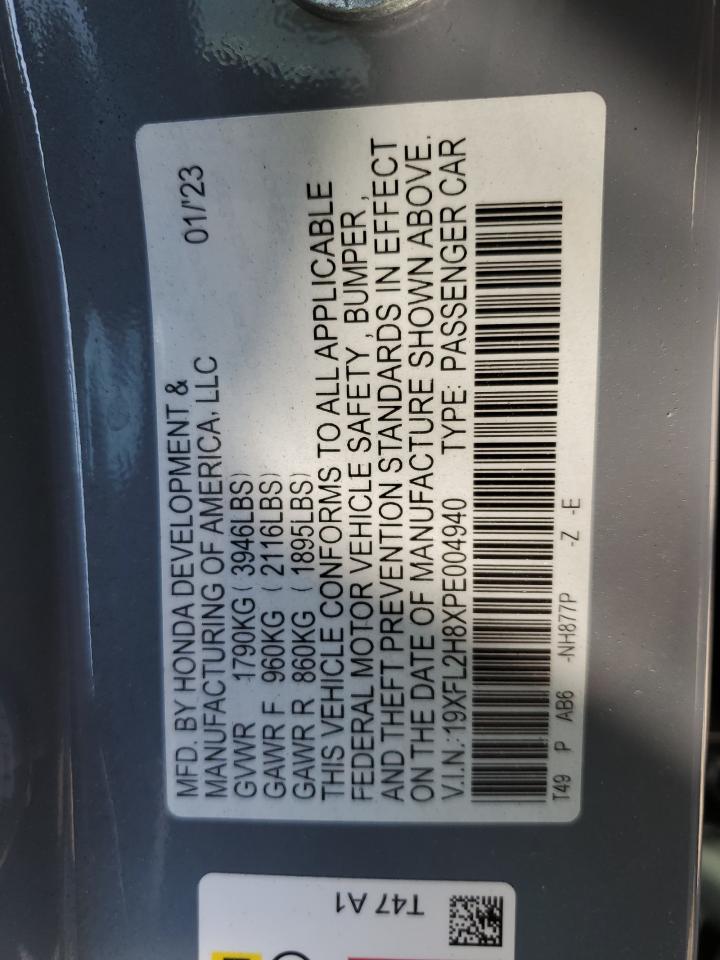 MFD. BY HONDA DEVELOPMENT & 01/'23
MANUFACTURING OF AMERICA, LLC
GVWR 1790KG ( 3946LBS)
GAWR F 960KG ( 2116LBS)
GAWR R 860KG ( 1895LBS)
THIS VEHICLE CONFORMS TO ALL APPLICABLE
FEDERAL MOTOR VEHICLE SAFETY , BUMPER ,
AND THEFT PREVENTION STANDARDS IN EFFECT
ON THE DATE OF MANUFACTURE SHOWN ABOVE.
V.I.N.:19XFL2H8XPE004940 TYPE: PASSENGER CAR
T49 P AB6 -NH877P -Z -E
T47 A1